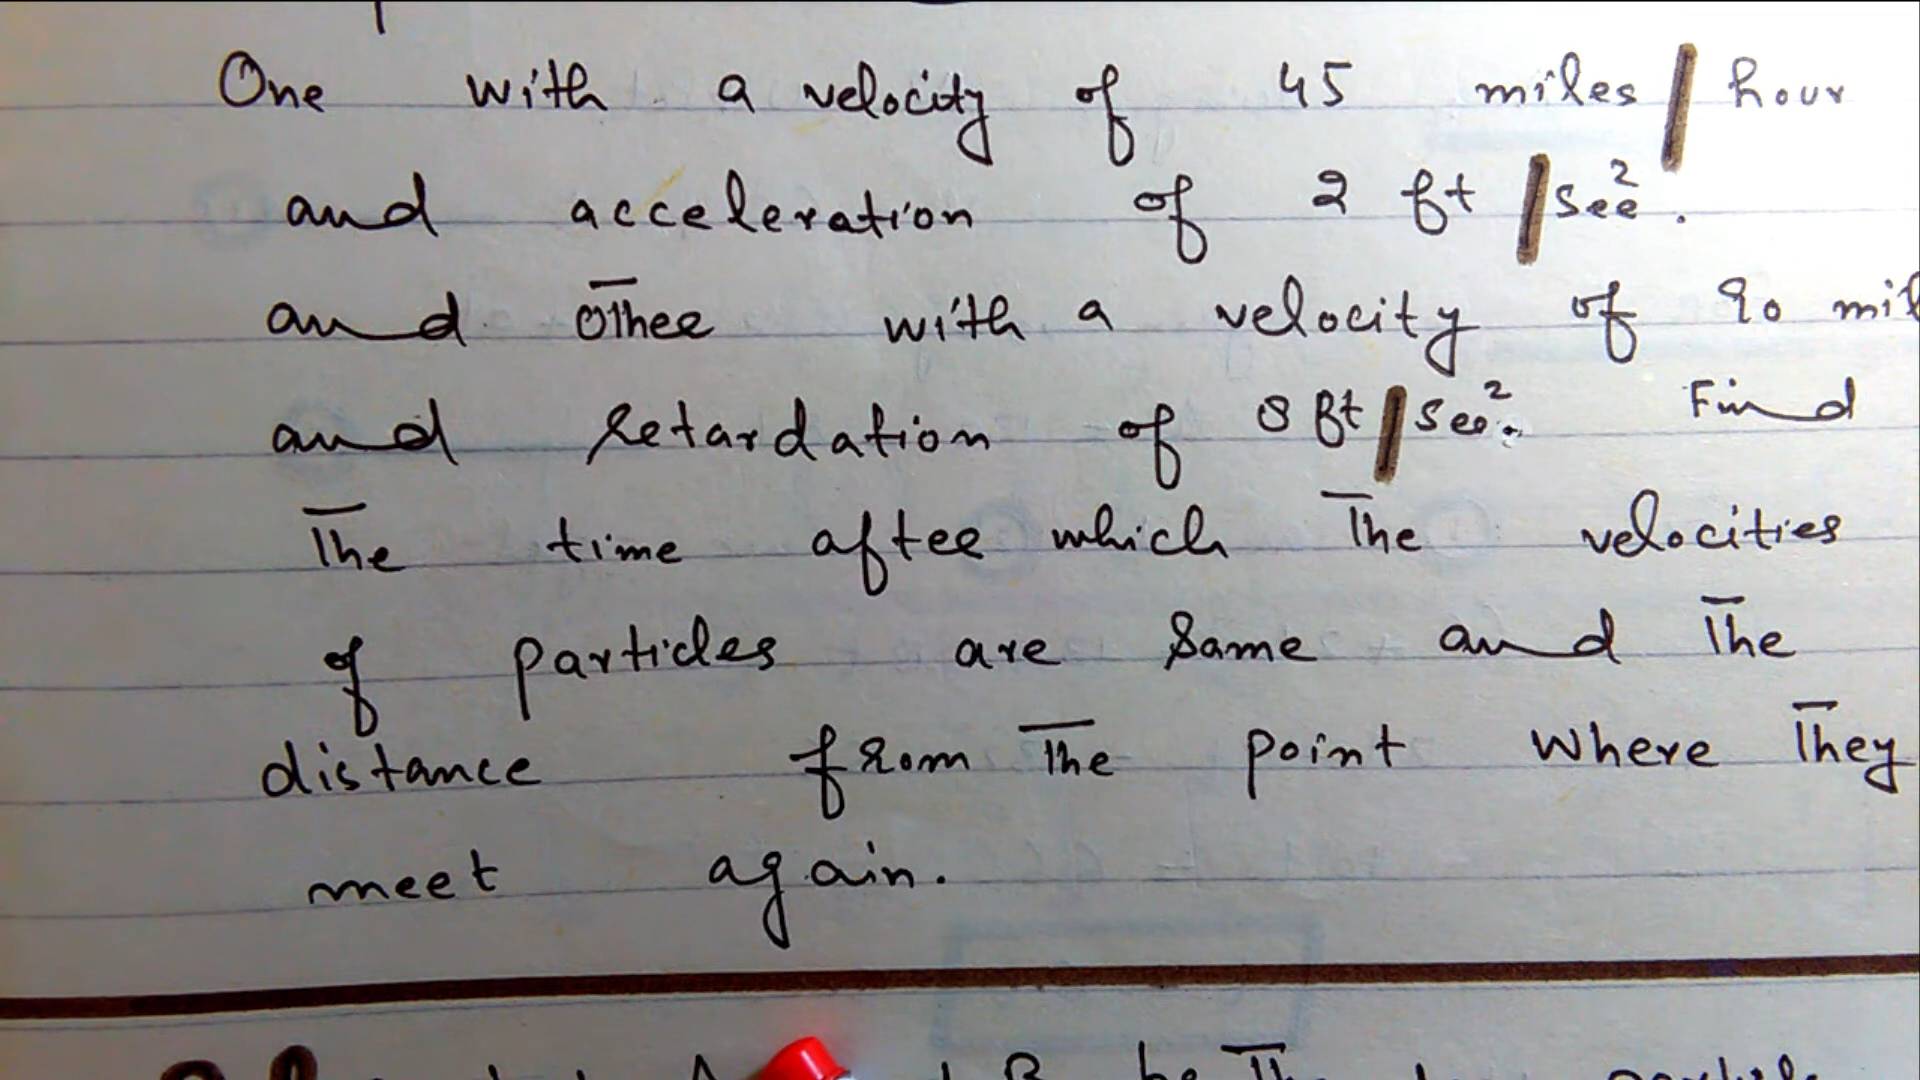 One with a velocity of 45 miles/hour
and acceleration of 2 ft/sec².
and other with a velocity of 90
and retardation of 8 ft/sec². Find
The time after which The velocities
of particles are same and The
distance from The point where They
meet again.